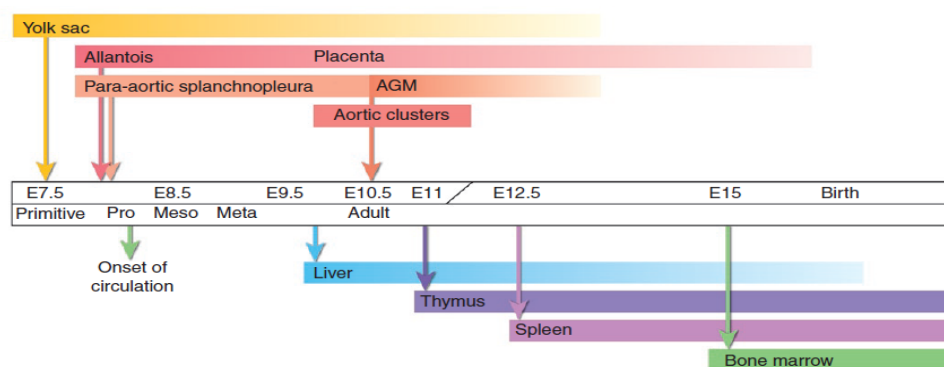 Yolk sac
Allantois Placenta
Para-aortic splanchnopleura AGM
Aortic clusters
E7.5 E8.5 E9.5 E10.5 E11 E12.5 E15 Birth
Primitive Pro Meso Meta Adult
Onset of
circulation
Liver
Thymus
Spleen
Bone marrow